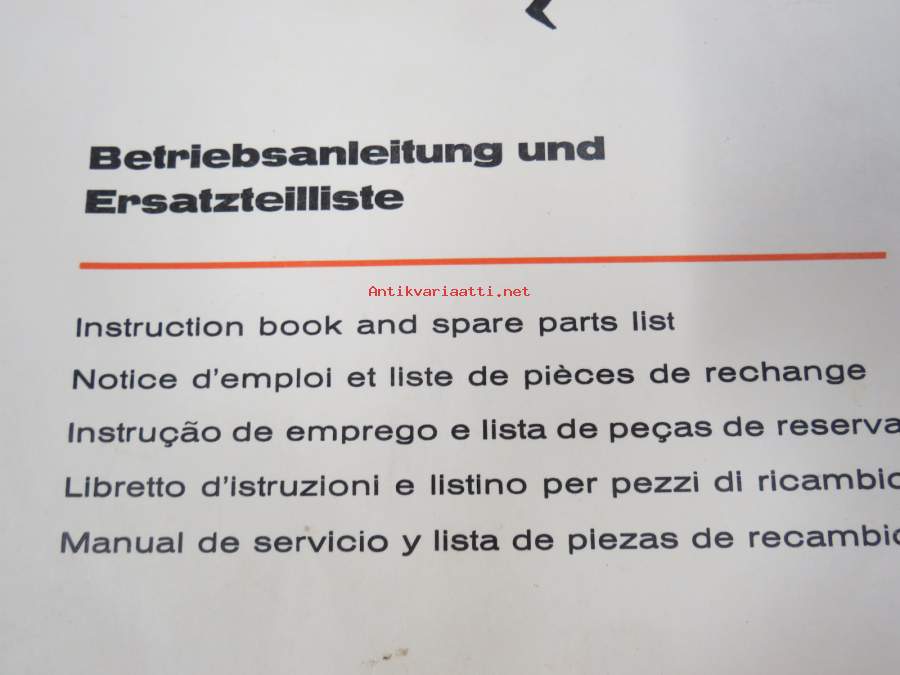 Betriebsanleitung und
Ersatzteilliste
Antikvariaatti.net
Instruction book and spare parts list
Notice d'emploi et liste de pièces de rechange
Instrução de emprego e lista de peças de reserva
Libretto d'istruzioni e listino per pezzi di ricambio
Manual de servicio y lista de piezas de recambio